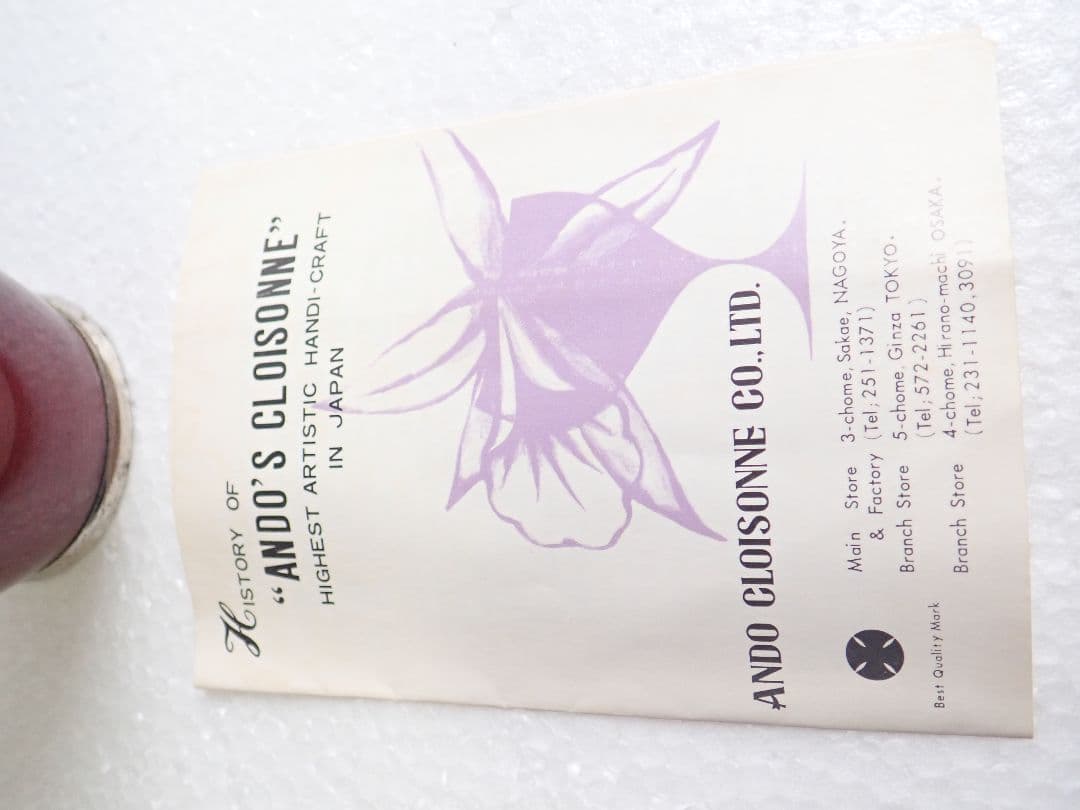 HISTORY OF
“ANDO’S CLOISONNE”
HIGHEST ARTISTIC HANDI-CRAFT
IN JAPAN
ANDO CLOISONNE CO.,LTD.
Main Store 3-chome, Sakae, NAGOYA.
& Factory (Tel; 251-1371)
Branch Store 5-chome, Ginza TOKYO.
(Tel; 572-2261)
Branch Store 4-chome, Hirano-machi OSAKA.
(Tel; 231-1140,3091)
Best Quality Mark